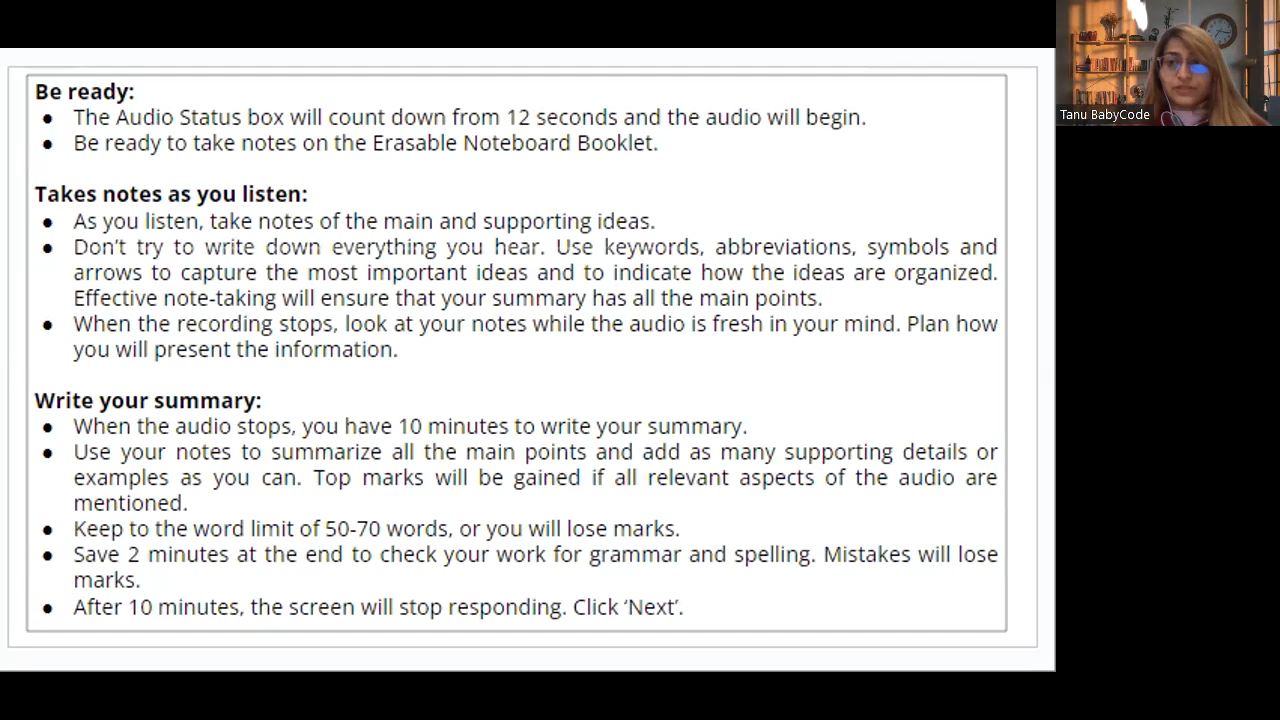 Be ready:
● The Audio Status box will count down from 12 seconds and the audio will begin.
● Be ready to take notes on the Erasable Noteboard Booklet.
Takes notes as you listen:
● As you listen, take notes of the main and supporting ideas.
● Don't try to write down everything you hear. Use keywords, abbreviations, symbols and
arrows to capture the most important ideas and to indicate how the ideas are organized.
Effective note-taking will ensure that your summary has all the main points.
● When the recording stops, look at your notes while the audio is fresh in your mind. Plan how
you will present the information.
Write your summary:
● When the audio stops, you have 10 minutes to write your summary.
● Use your notes to summarize all the main points and add as many supporting details or
examples as you can. Top marks will be gained if all relevant aspects of the audio are
mentioned.
● Keep to the word limit of 50-70 words, or you will lose marks.
● Save 2 minutes at the end to check your work for grammar and spelling. Mistakes will lose
marks.
● After 10 minutes, the screen will stop responding. Click ‘Next’.
Tanu BabyCode